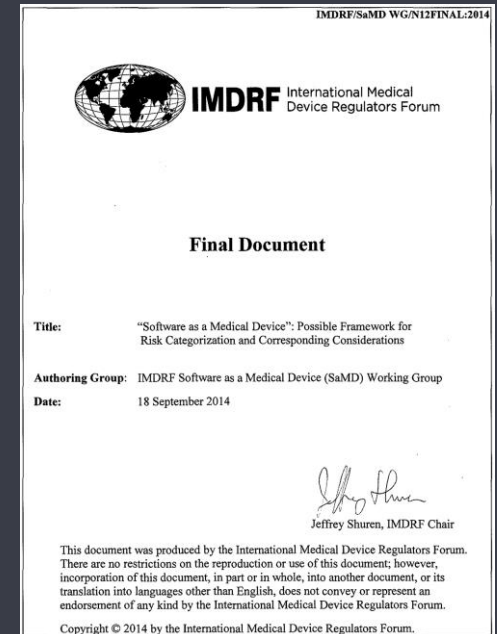 IMDRF/SaMD WG/N12FINAL:2014
IMDRF International Medical
Device Regulators Forum
Final Document
Title: "Software as a Medical Device": Possible Framework for
Risk Categorization and Corresponding Considerations
Authoring Group: IMDRF Software as a Medical Device (SaMD) Working Group
Date: 18 September 2014
Jeffrey Shuren, IMDRF Chair
This document was produced by the International Medical Device Regulators Forum.
There are no restrictions on the reproduction or use of this document; however,
incorporation of this document, in part or in whole, into another document, or its
translation into languages other than English, does not convey or represent an
endorsement of any kind by the International Medical Device Regulators Forum.
Copyright © 2014 by the International Medical Device Regulators Forum.